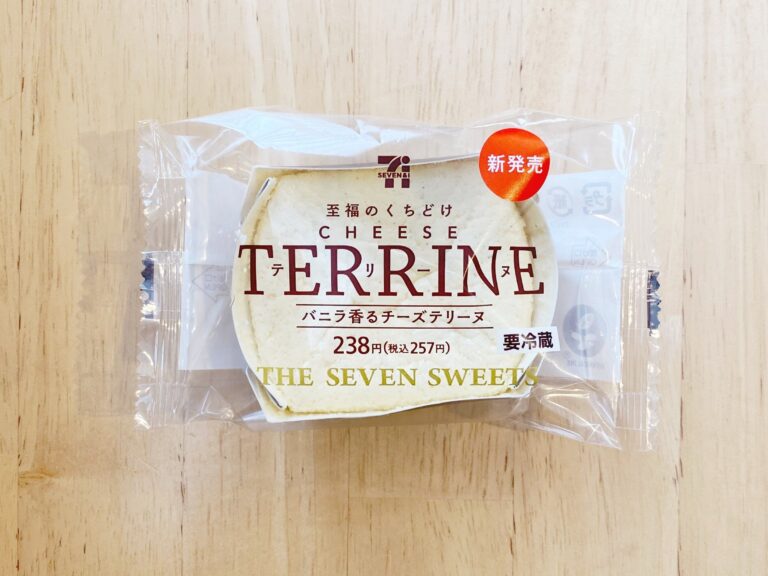 新発売
SEVEN&i
至福のくちどけ
CHEESE
TERRINE
テリーヌ
バニラ香るチーズテリーヌ
238円(税込257円)
要冷蔵
THE SEVEN SWEETS